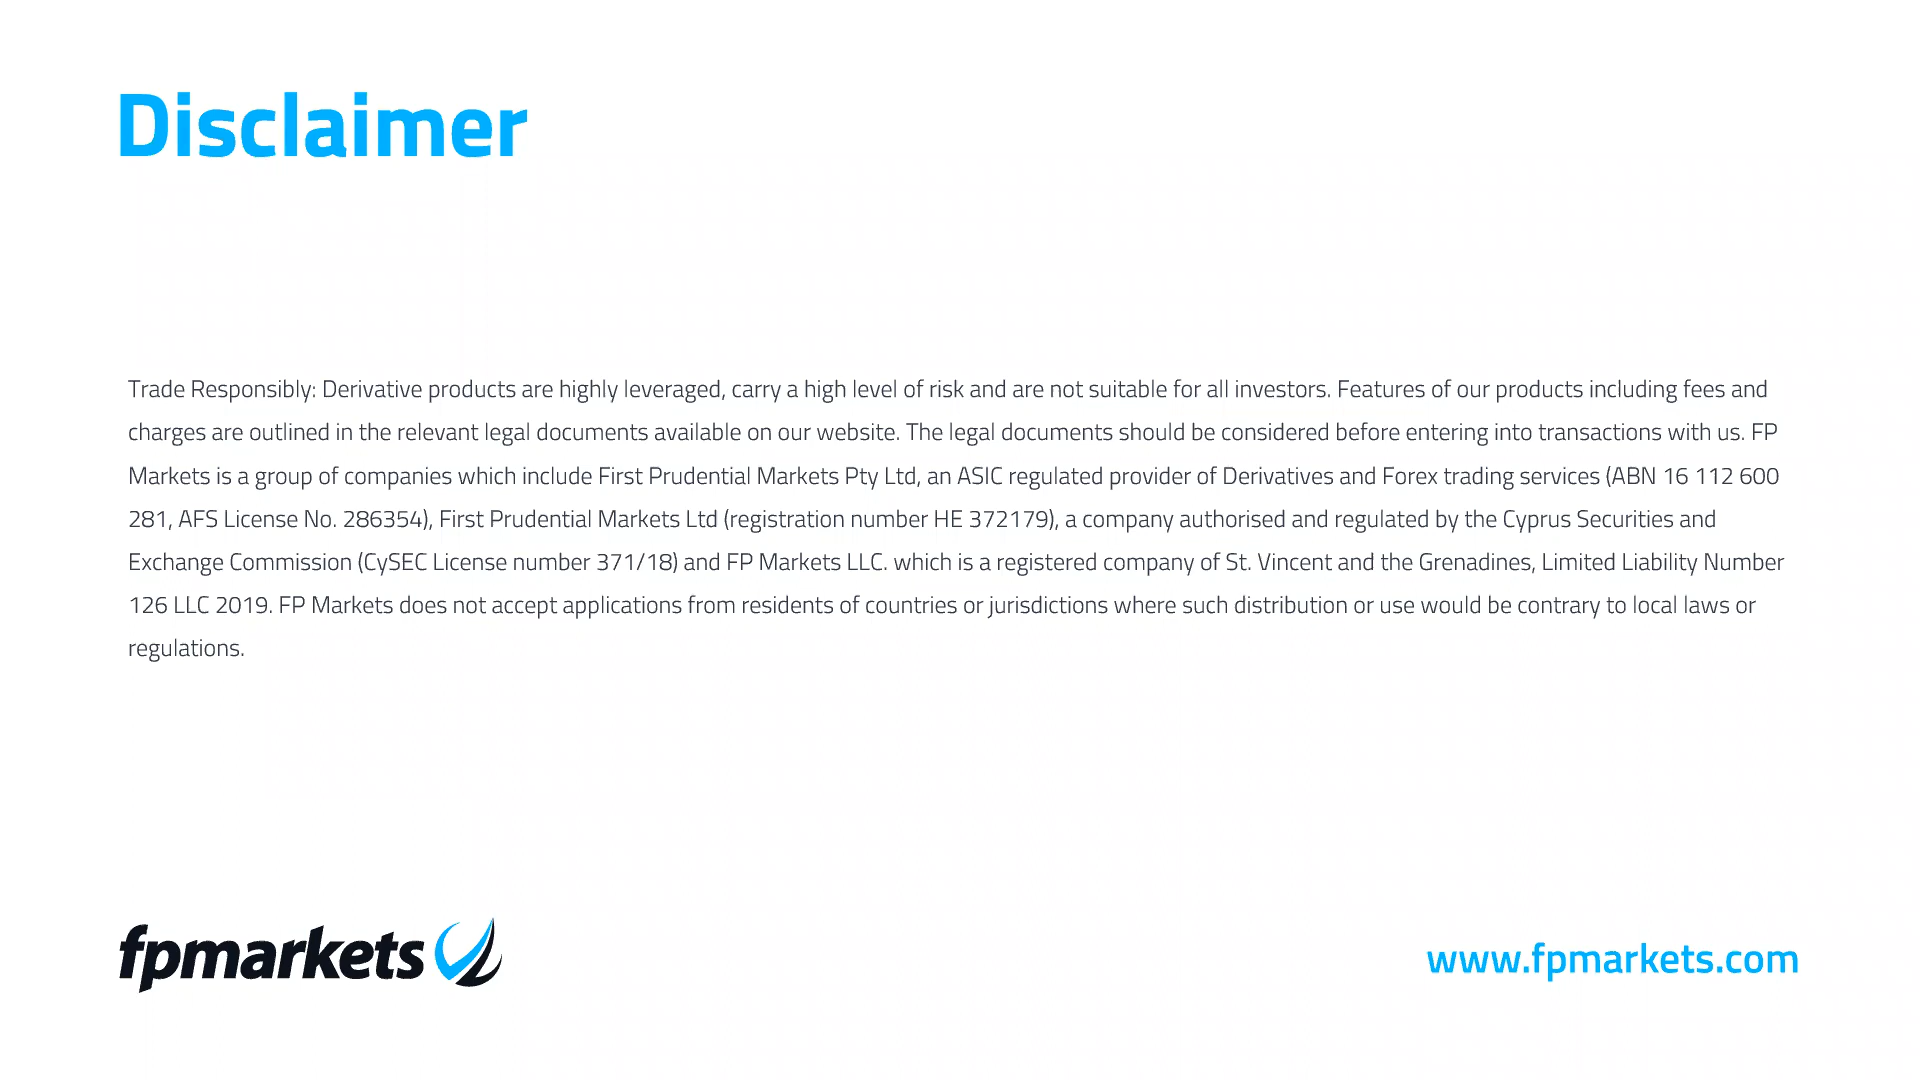 Disclaimer
Trade Responsibly: Derivative products are highly leveraged, carry a high level of risk and are not suitable for all investors. Features of our products including fees and
charges are outlined in the relevant legal documents available on our website. The legal documents should be considered before entering into transactions with us. FP
Markets is a group of companies which include First Prudential Markets Pty Ltd, an ASIC regulated provider of Derivatives and Forex trading services (ABN 16 112 600
281, AFS License No. 286354), First Prudential Markets Ltd (registration number HE 372179), a company authorised and regulated by the Cyprus Securities and
Exchange Commission (CySEC License number 371/18) and FP Markets LLC. which is a registered company of St. Vincent and the Grenadines, Limited Liability Number
126 LLC 2019. FP Markets does not accept applications from residents of countries or jurisdictions where such distribution or use would be contrary to local laws or
regulations.
fpmarkets
www.fpmarkets.com